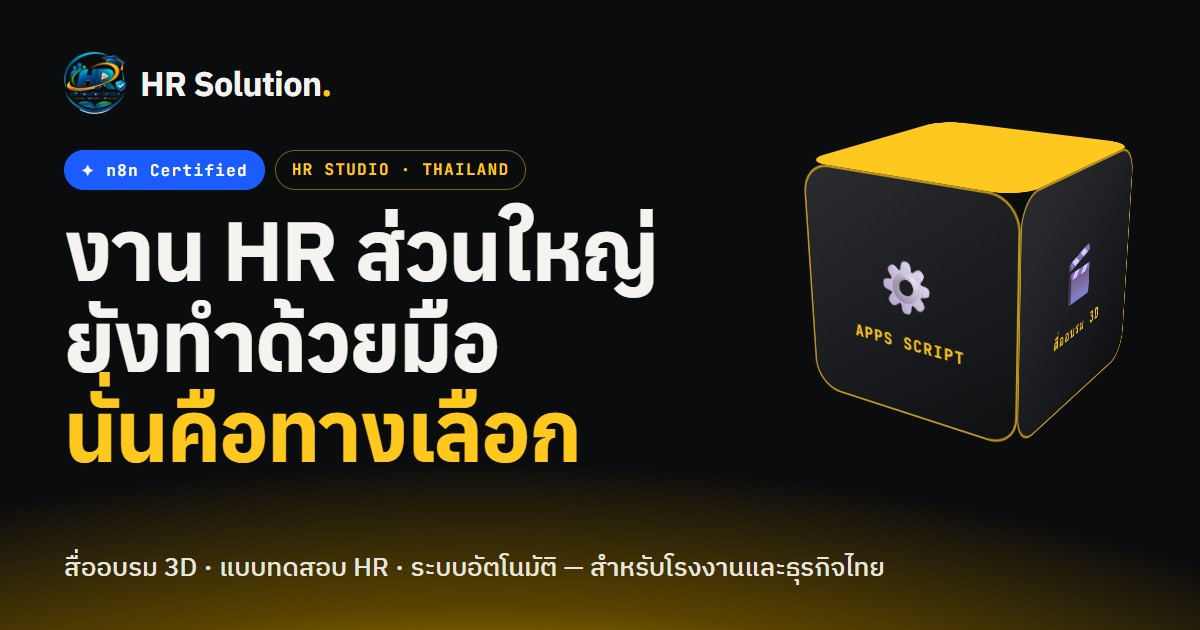 HR
HR Solution.
✦ n8n Certified
HR STUDIO · THAILAND
งาน HR ส่วนใหญ่
ยังทำด้วยมือ
นั่นคือทางเลือก
APPS SCRIPT
สื่ออบรม 3D
สื่ออบรม 3D · แบบทดสอบ HR · ระบบอัตโนมัติ — สำหรับโรงงานและธุรกิจไทย